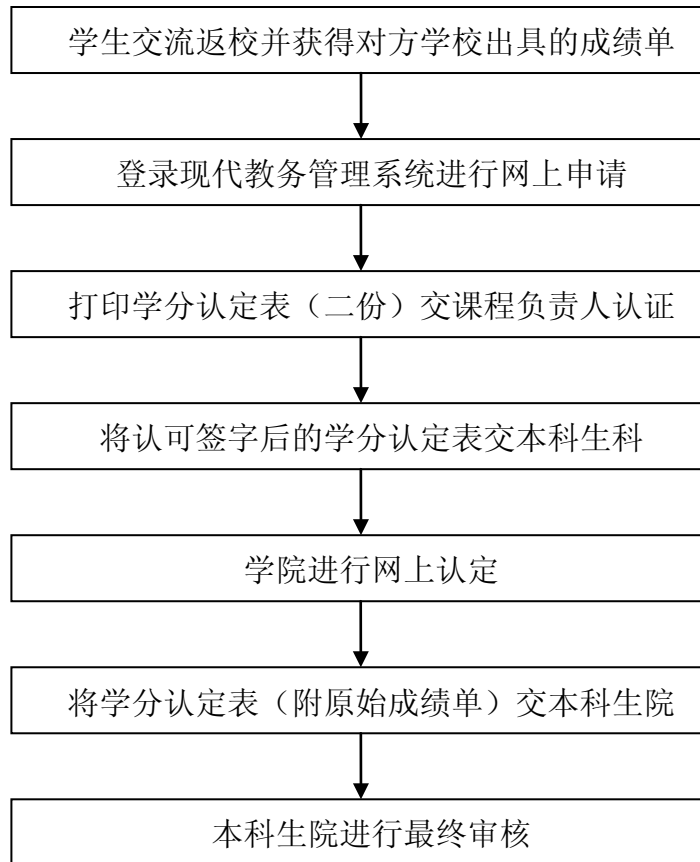 学生交流返校并获得对方学校出具的成绩单
登录现代教务管理系统进行网上申请
打印学分认定表（二份）交课程负责人认证
将认可签字后的学分认定表交本科生科
学院进行网上认定
将学分认定表（附原始成绩单）交本科生院
本科生院进行最终审核